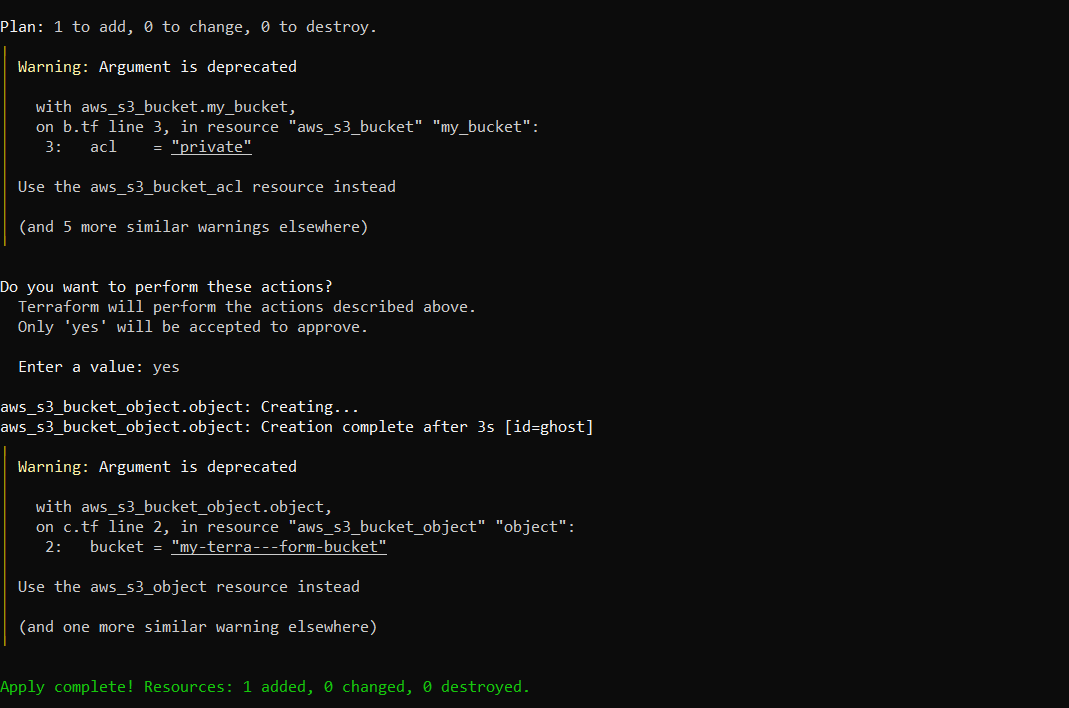 Plan: 1 to add, 0 to change, 0 to destroy.
Warning: Argument is deprecated
with aws_s3_bucket.my_bucket,
on b.tf line 3, in resource "aws_s3_bucket" "my_bucket":
3:   acl    = "private"
Use the aws_s3_bucket_acl resource instead
(and 5 more similar warnings elsewhere)
Do you want to perform these actions?
Terraform will perform the actions described above.
Only 'yes' will be accepted to approve.
Enter a value: yes
aws_s3_bucket_object.object: Creating...
aws_s3_bucket_object.object: Creation complete after 3s [id=ghost]
Warning: Argument is deprecated
with aws_s3_bucket_object.object,
on c.tf line 2, in resource "aws_s3_bucket_object" "object":
2:   bucket = "my-terra---form-bucket"
Use the aws_s3_object resource instead
(and one more similar warning elsewhere)
Apply complete! Resources: 1 added, 0 changed, 0 destroyed.